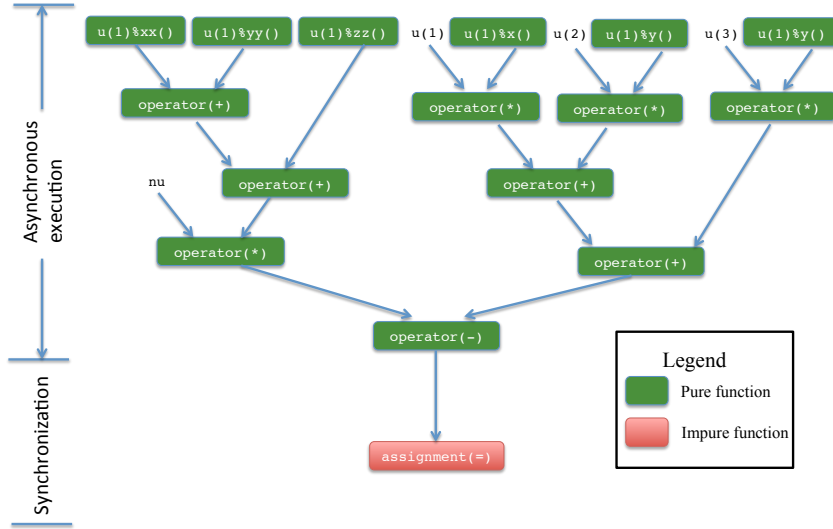 u(1)%xx()
u(1)%yy()
u(1)%zz()
u(1)
u(1)%x()
u(2)
u(1)%y()
u(3)
u(1)%y()
operator(+)
operator(*)
operator(*)
operator(*)
nu
operator(+)
operator(+)
operator(*)
operator(+)
operator(-)
assignment(=)
Asynchronous
execution
Synchronization
Legend
Pure function
Impure function